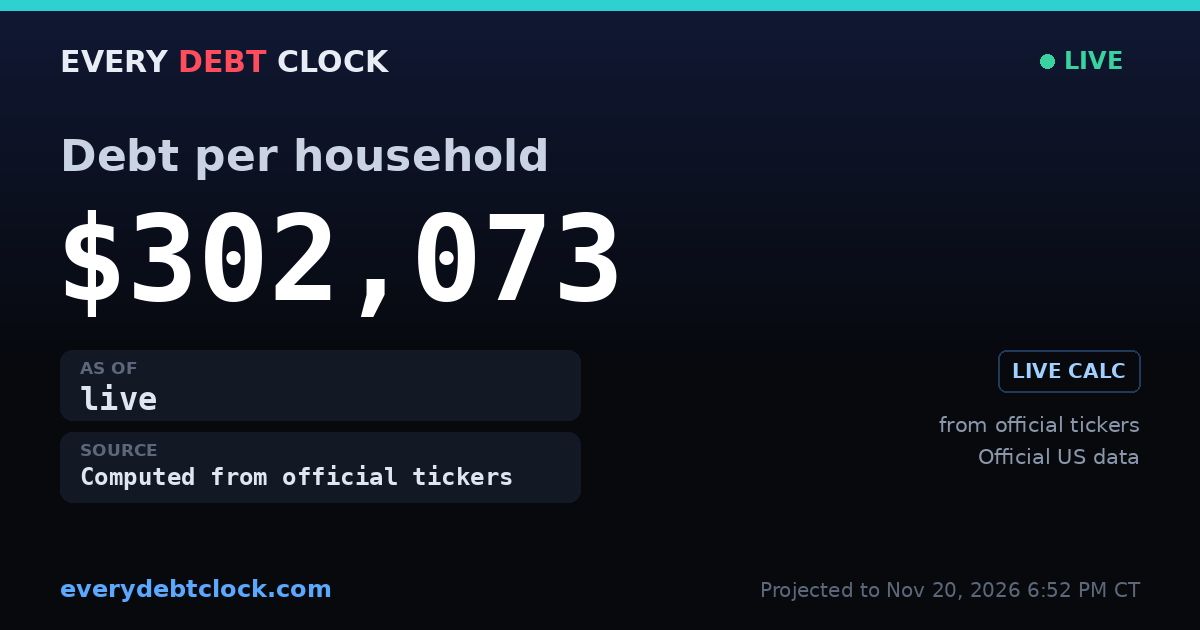 EVERY DEBT CLOCK
LIVE
Debt per household
$302,073
AS OF
live
SOURCE
Computed from official tickers
LIVE CALC
from official tickers
Official US data
everydebtclock.com
Projected to Nov 20, 2026 6:52 PM CT